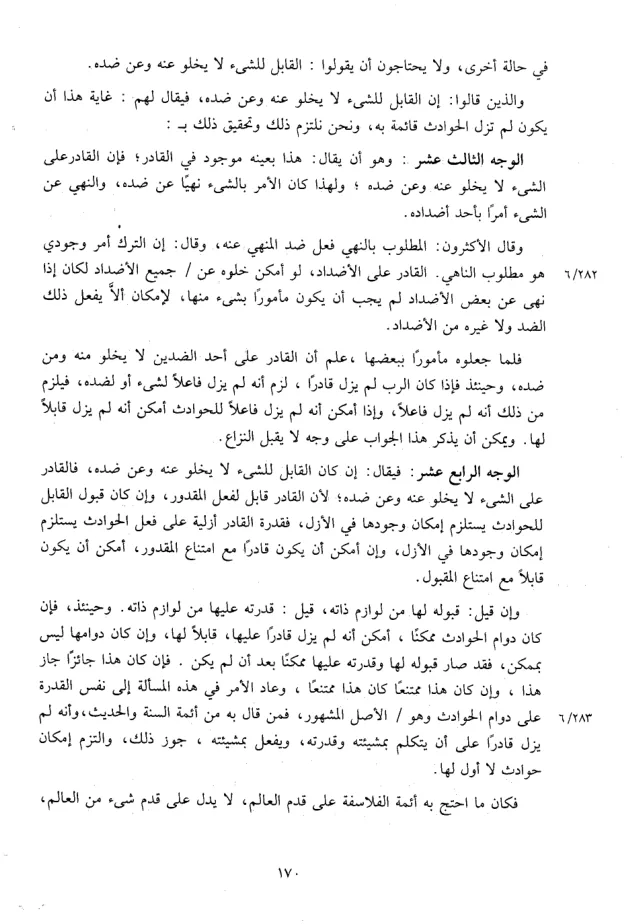 في حالة أخرى، ولا يحتاجون أن يقولوا : القابل للشىء لا يخلو عنه وعن ضده.
والذين قالوا: إن القابل للشىء لا يخلو عنه وعن ضده، فيقال لهم : غاية هذا أن
يكون لم تزل الحوادث قائمة به، ونحن نلتزم ذلك وتحقيق ذلك بـ :
الوجه الثالث عشر : وهو أن يقال: هذا بعينه موجود في القادر؛ فإن القادر على
الشىء لا يخلو عنه وعن ضده ؛ ولهذا كان الأمر بالشىء نهيًا عن ضده، والنهي عن
الشىء أمرًا بأحد أضداده.
وقال الأكثرون: المطلوب بالنهي فعل ضد المنهي عنه، وقال: إن الترك أمر وجودي
هو مطلوب الناهي. القادر على الأضداد، لو أمكن خلوه عن / جميع الأضداد لكان إذا
٦/٢٨٢
نهى عن بعض الأضداد لم يجب أن يكون مأمورًا بشىء منها، لإمكان ألاَّ يفعل ذلك
الضد ولا غيره من الأضداد.
فلما جعلوه مأمورًا ببعضها ،علم أن القادر على أحد الضدين لا يخلو منه ومن
ضده، وحينئذ فإذا كان الرب لم يزل قادرا ، لزم أنه لم يزل فاعلاً لشىء أو لضده، فيلزم
من ذلك أنه لم يزل فاعلاً، وإذا أمكن أنه لم يزل فاعلاً للحوادث أمكن أنه لم يزل قابلاً
لها. ويمكن أن يذكر هذا الجواب على وجه لا يقبل النزاع.
الوجه الرابع عشر: فيقال: إن كان القابل للشىء لا يخلو عنه وعن ضده، فالقادر
على الشىء لا يخلو عنه وعن ضده؛ لأن القادر قابل لفعل المقدور، وإن كان قبول القابل
للحوادث يستلزم إمكان وجودها في الأزل، فقدرة القادر أزلية على فعل الحوادث يستلزم
إمكان وجودها في الأزل، وإن أمكن أن يكون قادرًا مع امتناع المقدور، أمكن أن يكون
قابلاً مع امتناع المقبول.
وإن قيل: قبوله لها من لوازم ذاته، قيل : قدرته عليها من لوازم ذاته. وحينئذ، فإن
كان دوام الحوادث ممكنًا ، أمكن أنه لم يزل قادرا عليها، قابلاً لها، وإن كان دوامها ليس
بممكن، فقد صار قبوله لها وقدرته عليها ممكنًا بعد أن لم يكن . فإن كان هذا جائزًا جاز
هذا ، وإن كان هذا ممتنعًا كان هذا ممتنعًا ، وعاد الأمر في هذه المسألة إلى نفس القدرة
على دوام الحوادث وهو / الأصل المشهور، فمن قال به من أئمة السنة والحديث،وأنه لم
٦/٢٨٣
يزل قادرا على أن يتكلم بمشيئته وقدرته، ويفعل بمشيئته ، جوز ذلك، والتزم إمكان
حوادث لا أول لها.
فكان ما احتج به أئمة الفلاسفة على قدم العالم، لا يدل على قدم شىء من العالم،
١٧٠